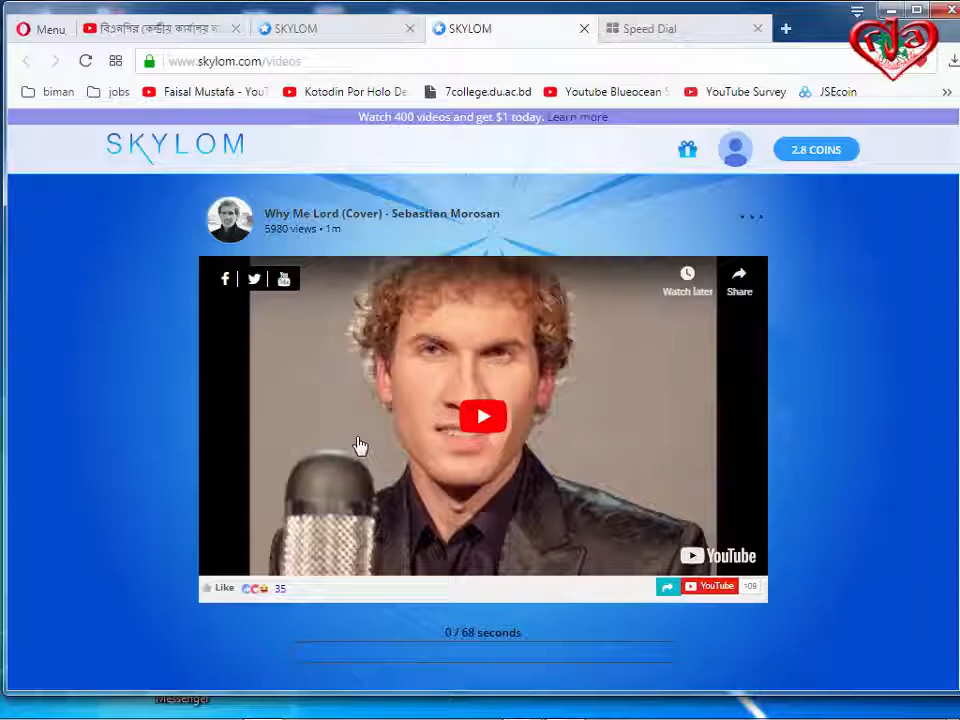 Menu
বিএনপির কেন্দ্রীয় কার্যালয়
SKYLOM
SKYLOM
Speed Dial
www.skylom.com/videos
biman
jobs
Faisal Mustafa - YouT
Kotodin Por Holo De
7college.du.ac.bd
Youtube Blueocean S
YouTube Survey
JSEcoin
Watch 400 videos and get $1 today. Learn more
SKYLOM
2.8 COINS
Why Me Lord (Cover) - Sebastian Morosan
5980 views • 1m
Watch later
Share
YouTube
Like
35
YouTube
109
0 / 68 seconds
Messenger